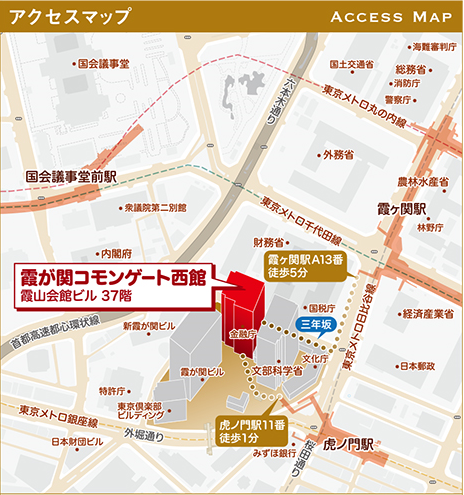 アクセスマップ
ACCESS MAP
国会議事堂
海難審判庁
国土交通省
総務省
消防庁
警察庁
六本木通り
東京メトロ丸の内線
外務省
国会議事堂前駅
農林水産省
衆議院第二別館
霞ヶ関駅
東京メトロ千代田線
林野庁
内閣府
財務省
霞ヶ関駅A13番
徒歩5分
霞が関コモンゲート西館
霞山会館ビル 37階
国税庁
東京メトロ日比谷線
経済産業省
首都高速都心環状線
新霞が関ビル
金融庁
三年坂
文化庁
霞が関ビル
文部科学省
日本郵政
特許庁
東京倶楽部
ビルディング
東京メトロ銀座線
虎ノ門駅11番
徒歩1分
外堀通り
虎ノ門駅
日本財団ビル
みずほ銀行
桜田通り